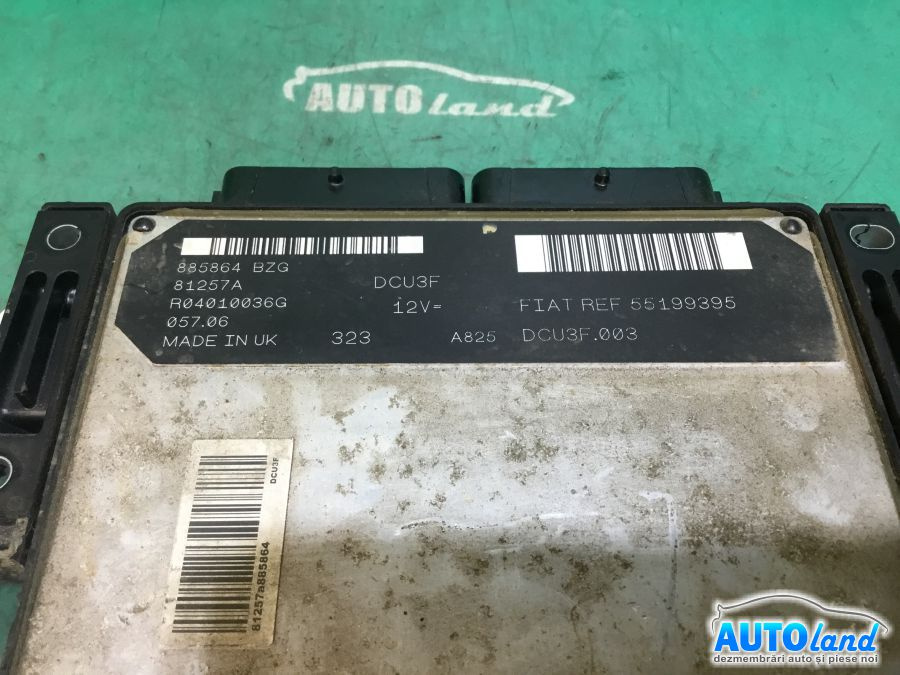 AUTOland
885864 BZG
81257A DCU3F
R04010036G 12V= FIAT REF 55199395
057.06
MADE IN UK 323 A825 DCU3F.003
DCU3F
81257a885864
AUTOland
dezmembrări auto și piese noi